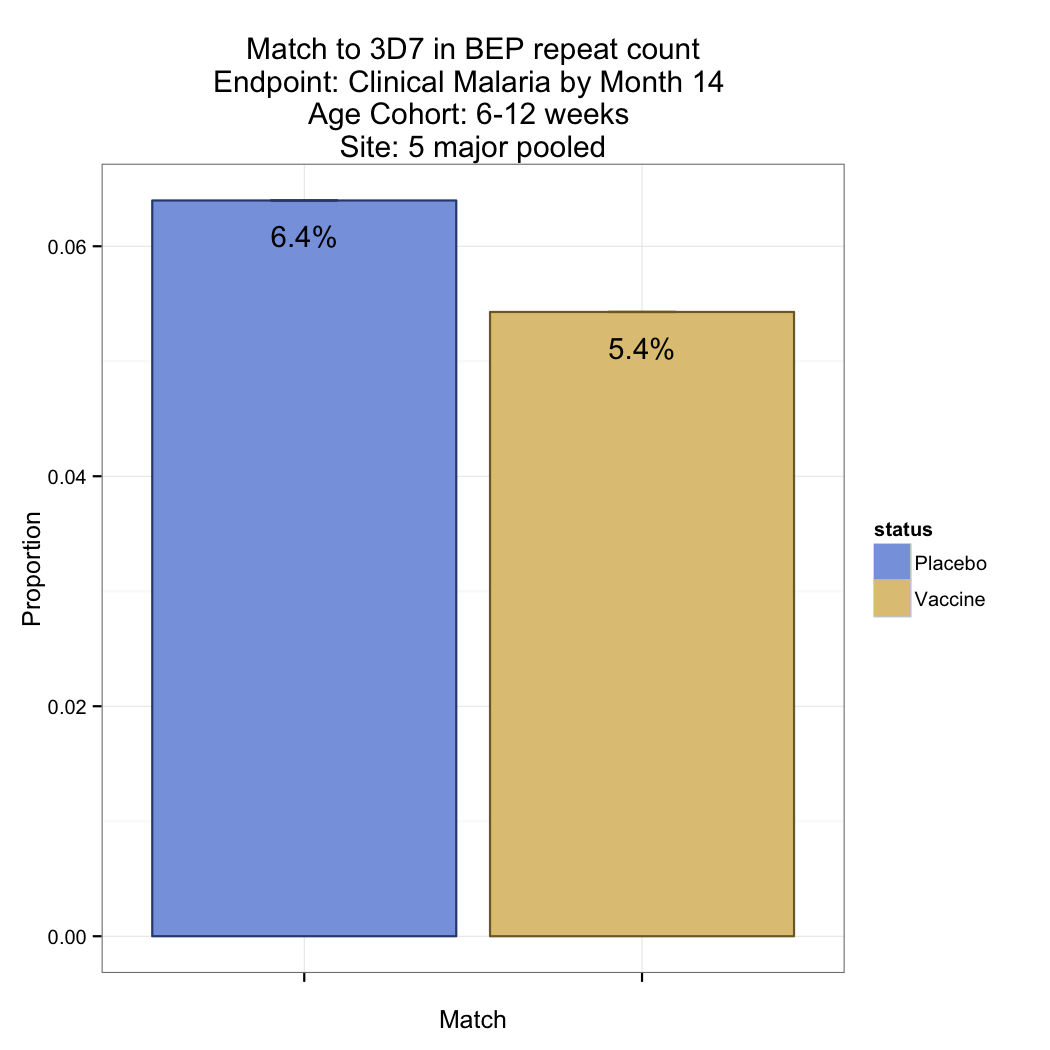 Match to 3D7 in BEP repeat count
Endpoint: Clinical Malaria by Month 14
Age Cohort: 6-12 weeks
Site: 5 major pooled
6.4%
5.4%
0.06
0.04
0.02
0.00
Proportion
Match
status
Placebo
Vaccine